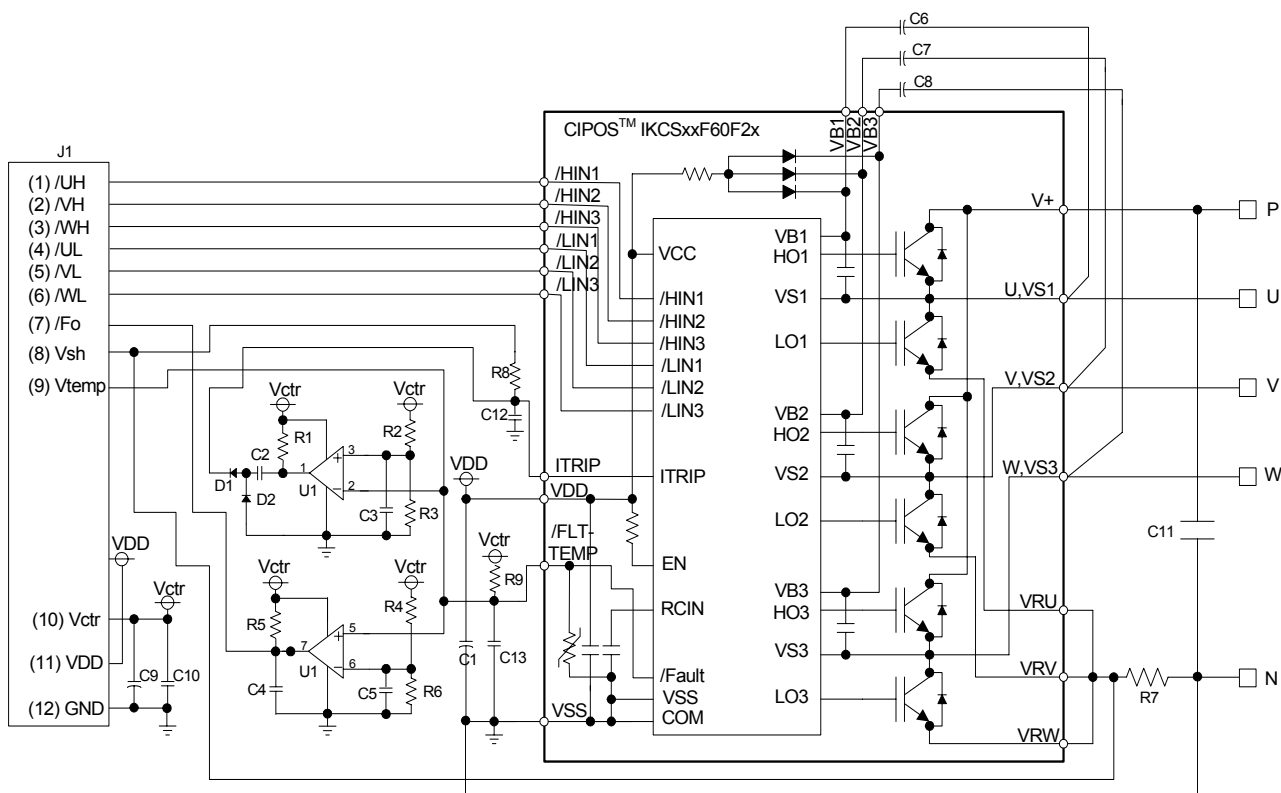 C6
C7
C8
CIPOS™ IKCSxxF60F2x
VB1
VB2
VB3
J1
(1) /UH
(2) /VH
(3) /WH
(4) /UL
(5) /VL
(6) /WL
(7) /Fo
(8) Vsh
(9) Vtemp
VDD
(10) Vctr
(11) VDD
(12) GND
Vctr
C9
C10
/HIN1
/HIN2
/HIN3
/LIN1
/LIN2
/LIN3
R8
C12
Vctr
R1
Vctr
R2
C2
1
3
2
U1
D1
D2
C3
R3
Vctr
R5
Vctr
R4
7
5
6
U1
C4
C5
R6
VDD
C1
Vctr
R9
C13
ITRIP
VDD
/FLT-
TEMP
VSS
VCC
/HIN1
/HIN2
/HIN3
/LIN1
/LIN2
/LIN3
ITRIP
EN
RCIN
/Fault
VSS
COM
VB1
HO1
VS1
LO1
VB2
HO2
VS2
LO2
VB3
HO3
VS3
LO3
V+
U,VS1
V,VS2
W,VS3
VRU
VRV
VRW
C11
R7
P
U
V
W
N